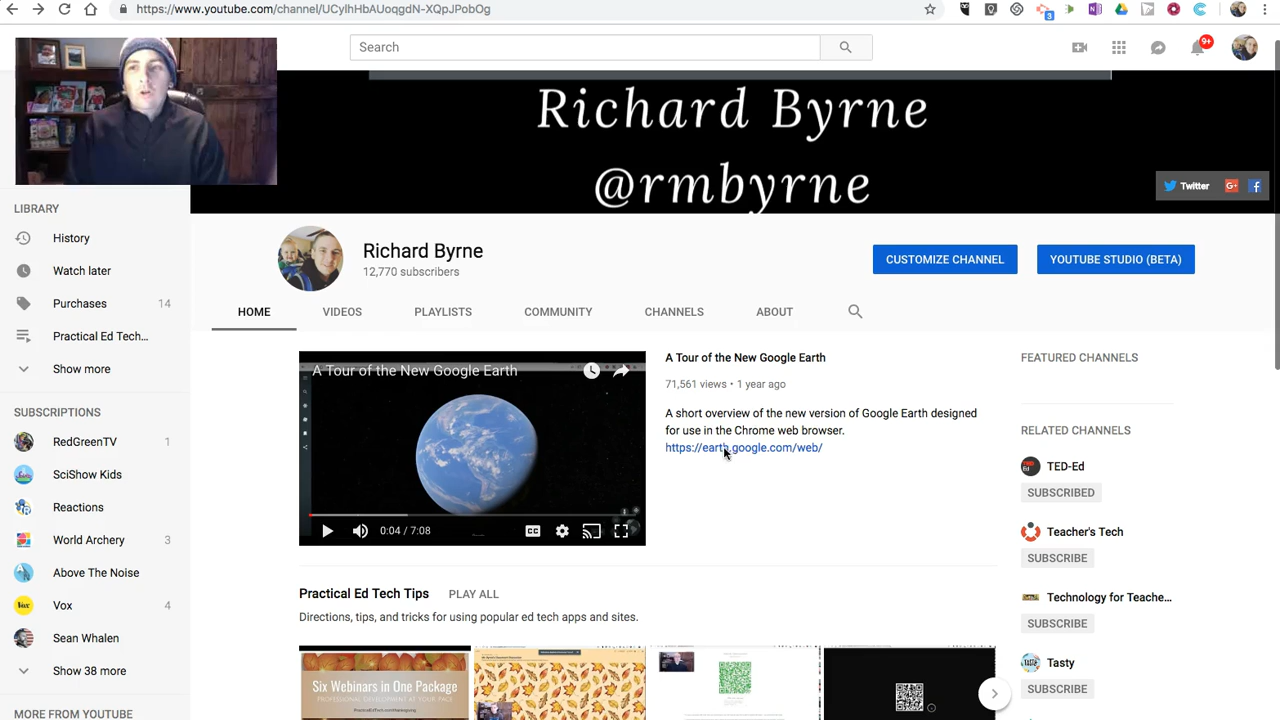 https://www.youtube.com/channel/UCylhHbAUoqgdN-XQpJPobOg
3
Search
9+
Richard Byrne
@rmbyrne
Twitter
LIBRARY
History
Watch later
Purchases 14
Practical Ed Tech...
Show more
SUBSCRIPTIONS
RedGreenTV 1
SciShow Kids
Reactions
World Archery 3
Above The Noise
Vox 4
Sean Whalen
Show 38 more
MORE FROM YOUTUBE
Richard Byrne
12,770 subscribers
CUSTOMIZE CHANNEL
YOUTUBE STUDIO (BETA)
HOME VIDEOS PLAYLISTS COMMUNITY CHANNELS ABOUT
A Tour of the New Google Earth
0:04 / 7:08
CC
A Tour of the New Google Earth
71,561 views • 1 year ago
A short overview of the new version of Google Earth designed
for use in the Chrome web browser.
https://earth.google.com/web/
Practical Ed Tech Tips PLAY ALL
Directions, tips, and tricks for using popular ed tech apps and sites.
Six Webinars in One Package
FEATURED CHANNELS
RELATED CHANNELS
TED-Ed
SUBSCRIBED
Teacher's Tech
SUBSCRIBE
Technology for Teache...
SUBSCRIBE
Tasty
SUBSCRIBE